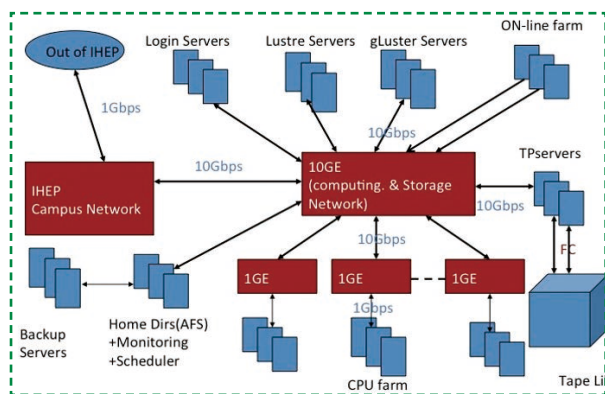 Out of IHEP
Login Servers
Lustre Servers
gLuster Servers
ON-line farm
1Gbps
10Gbps
10Gbps
IHEP
Campus Network
10GE
(computing. & Storage
Network)
TPservers
10Gbps
FC
10Gbps
1GE
1GE
1GE
1Gbps
Backup
Servers
Home Dirs(AFS)
+Monitoring
+Scheduler
CPU farm
Tape